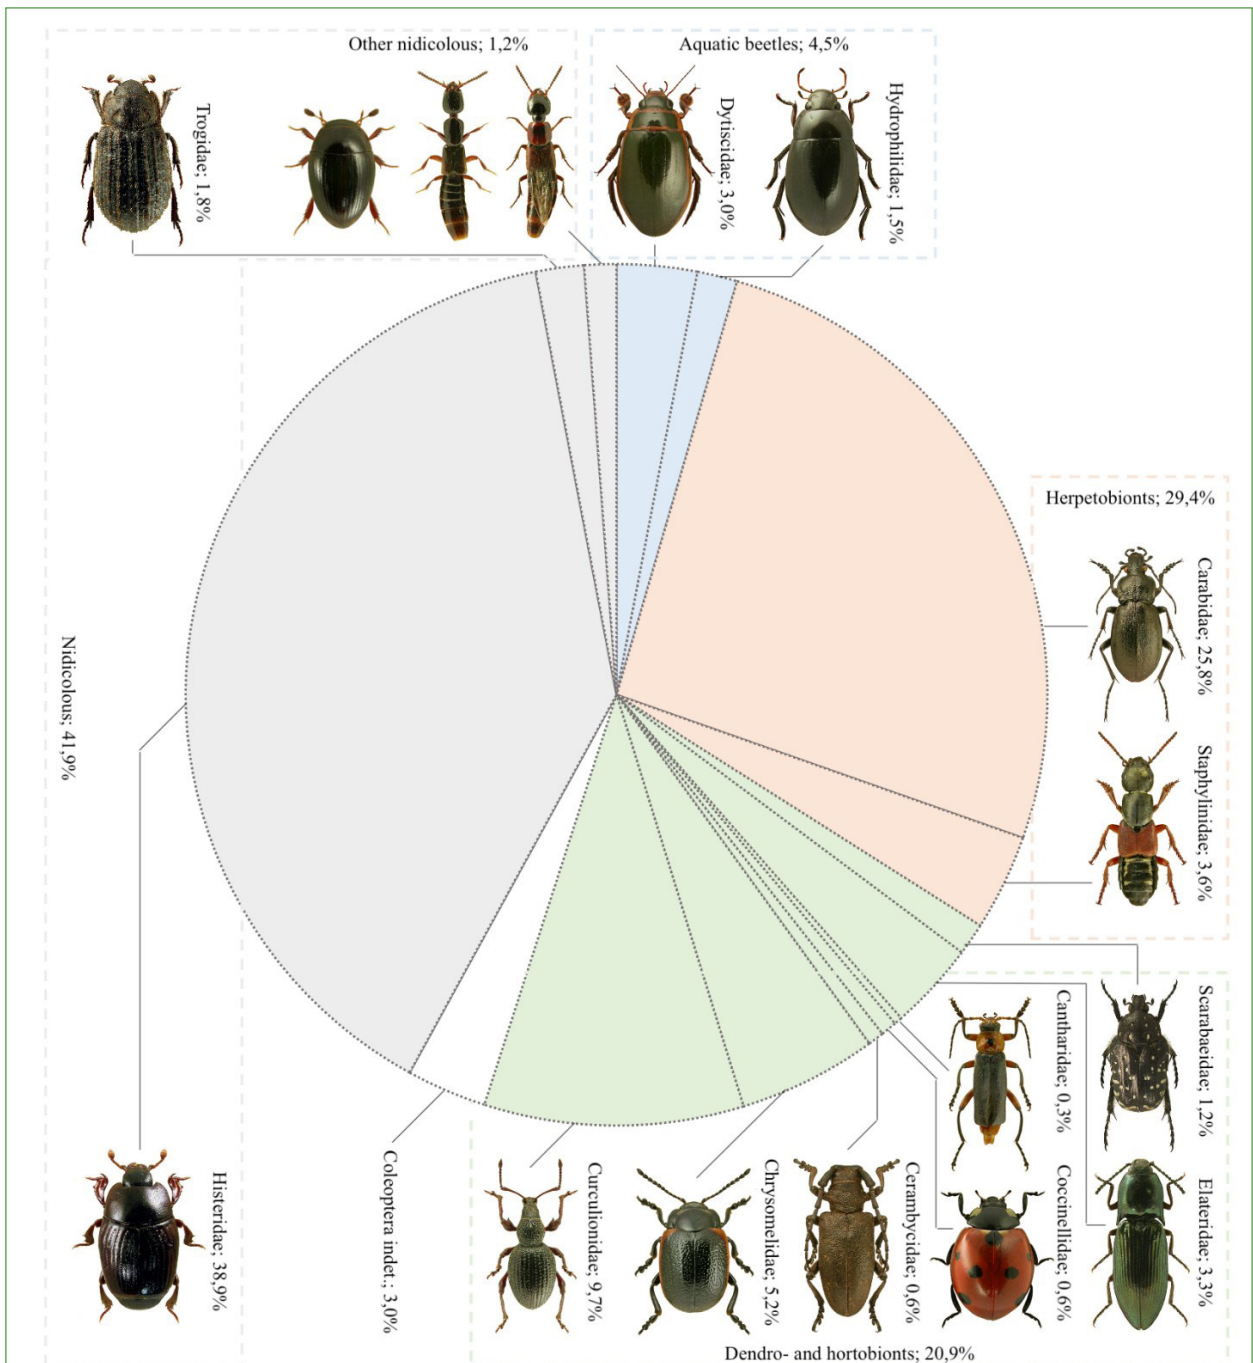 Other nidicolous; 1,2%
Aquatic beetles; 4,5%
Trogidae; 1,8%
Dytiscidae; 3,0%
Hydrophilidae; 1,5%
Herpetobionts; 29,4%
Carabidae; 25,8%
Staphylinidae; 3,6%
Nidicolous; 41,9%
Cantharidae; 0,3%
Scarabaeidae; 1,2%
Histeridae; 38,9%
Coleoptera indet.; 3,0%
Curculionidae; 9,7%
Chrysomelidae; 5,2%
Cerambycidae; 0,6%
Coccinellidae; 0,6%
Elateridae; 3,3%
Dendro- and hortobionts; 20,9%